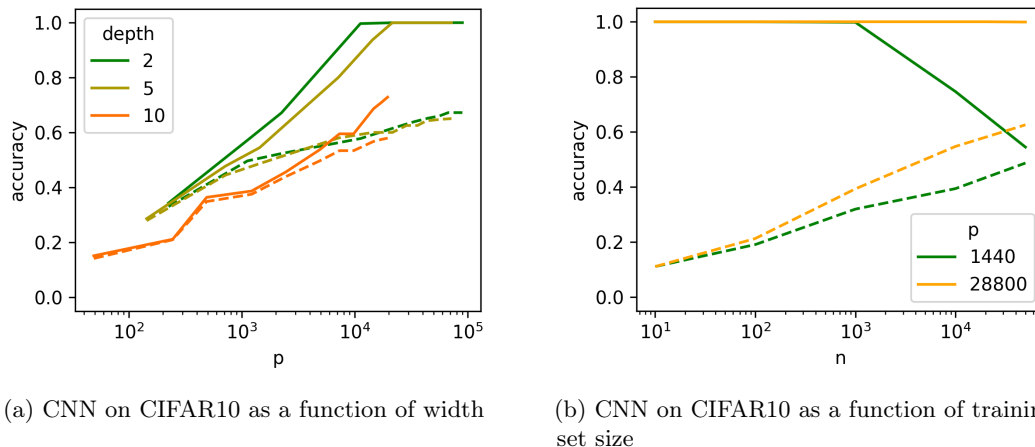 1.0
0.8
0.6
0.4
0.2
0.0
accuracy
depth
2
5
10
10²
10³
10⁴
10⁵
p
(a) CNN on CIFAR10 as a function of width
1.0
0.8
0.6
0.4
0.2
0.0
accuracy
p
1440
28800
10¹
10²
10³
10⁴
n
(b) CNN on CIFAR10 as a function of trainin
set size